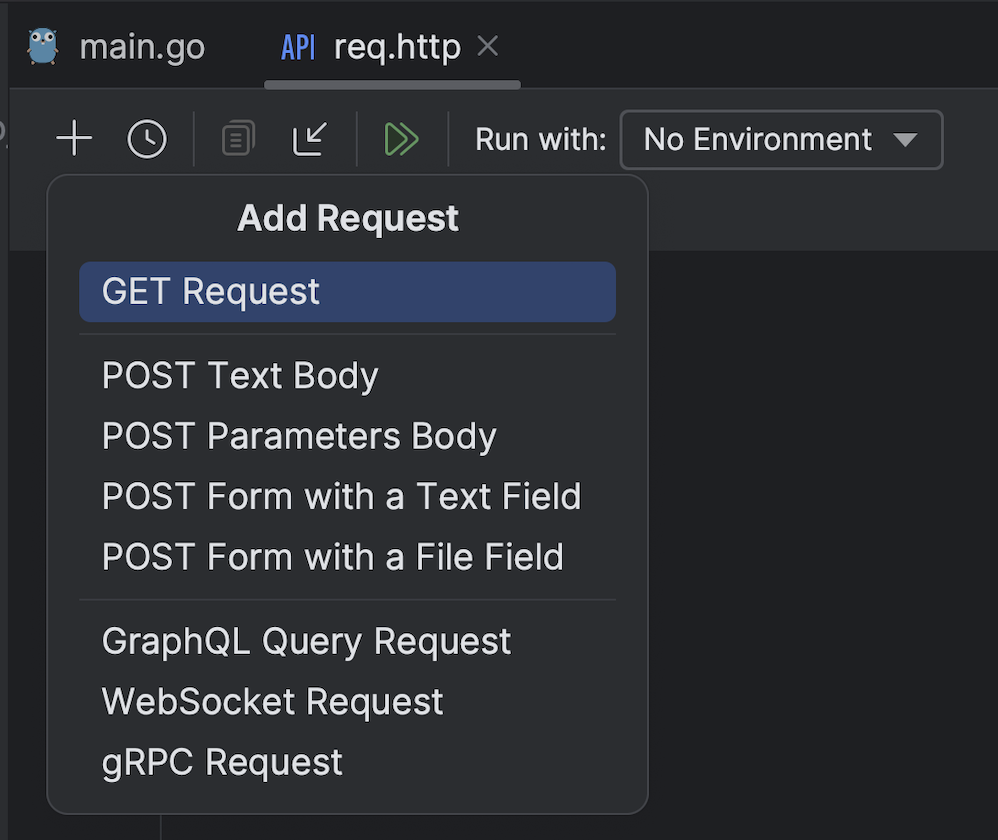 main.go
API req.http
Run with: No Environment
Add Request
GET Request
POST Text Body
POST Parameters Body
POST Form with a Text Field
POST Form with a File Field
GraphQL Query Request
WebSocket Request
gRPC Request